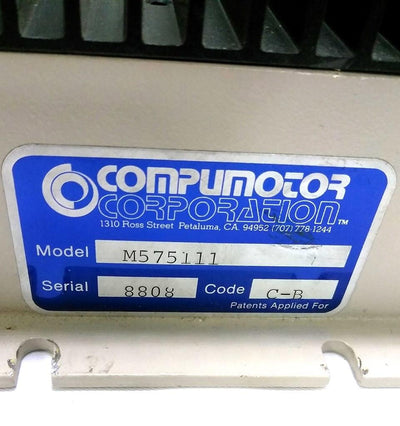 COMPUMOTOR
CORPORATION™
1310 Ross Street Petaluma, CA. 94952 (707) 778-1244
Model M575111
Serial 8808 Code C-B
Patents Applied For